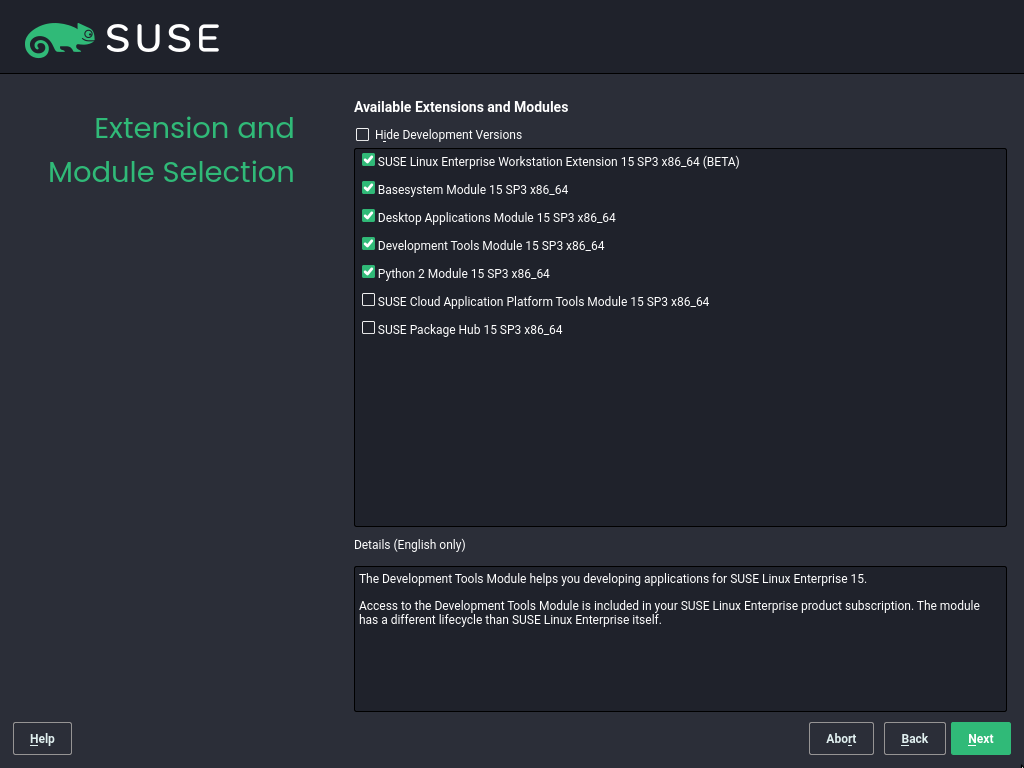 SUSE
Extension and
Module Selection
Available Extensions and Modules
Hide Development Versions
SUSE Linux Enterprise Workstation Extension 15 SP3 x86_64 (BETA)
Basesystem Module 15 SP3 x86_64
Desktop Applications Module 15 SP3 x86_64
Development Tools Module 15 SP3 x86_64
Python 2 Module 15 SP3 x86_64
SUSE Cloud Application Platform Tools Module 15 SP3 x86_64
SUSE Package Hub 15 SP3 x86_64
Details (English only)
The Development Tools Module helps you developing applications for SUSE Linux Enterprise 15.
Access to the Development Tools Module is included in your SUSE Linux Enterprise product subscription. The module
has a different lifecycle than SUSE Linux Enterprise itself.
Help
Abort
Back
Next